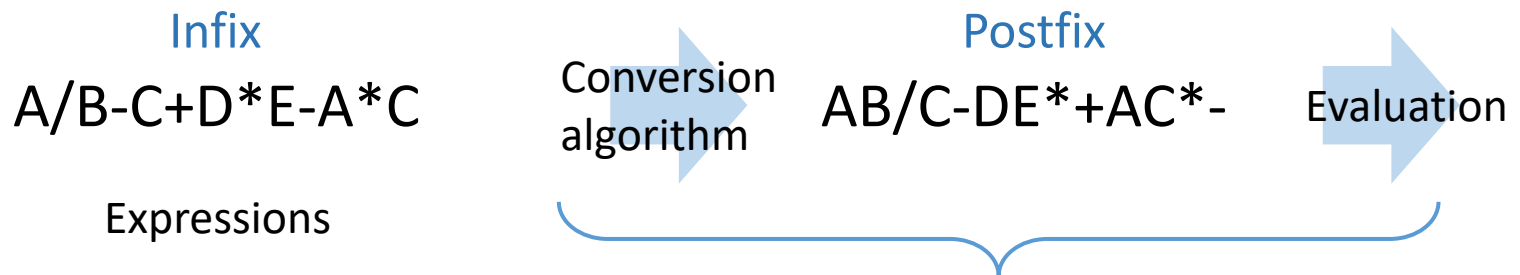 Infix
A/B-C+D*E-A*C
Expressions
Conversion
algorithm
Postfix
AB/C-DE*+AC*-
Evaluation